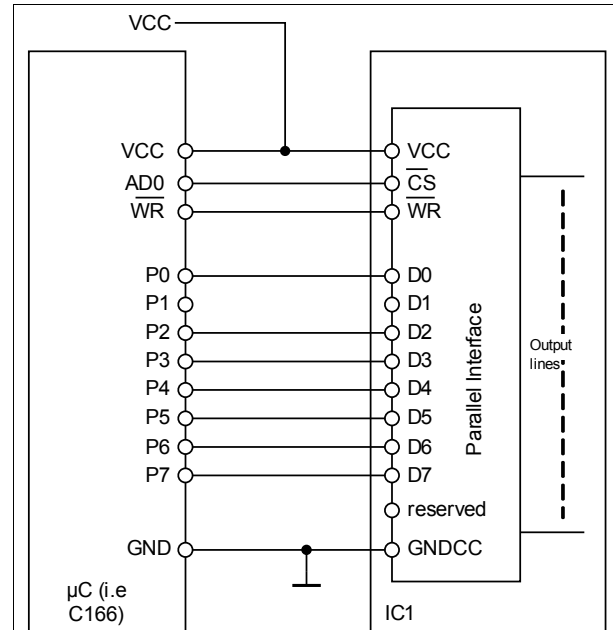 VCC
VCC
VCC
AD0
CS
WR
WR
P0
D0
P1
D1
P2
D2
P3
D3
P4
D4
P5
D5
P6
D6
P7
D7
reserved
GND
GNDCC
Parallel Interface
Output
lines
µC (i.e
C166)
IC1